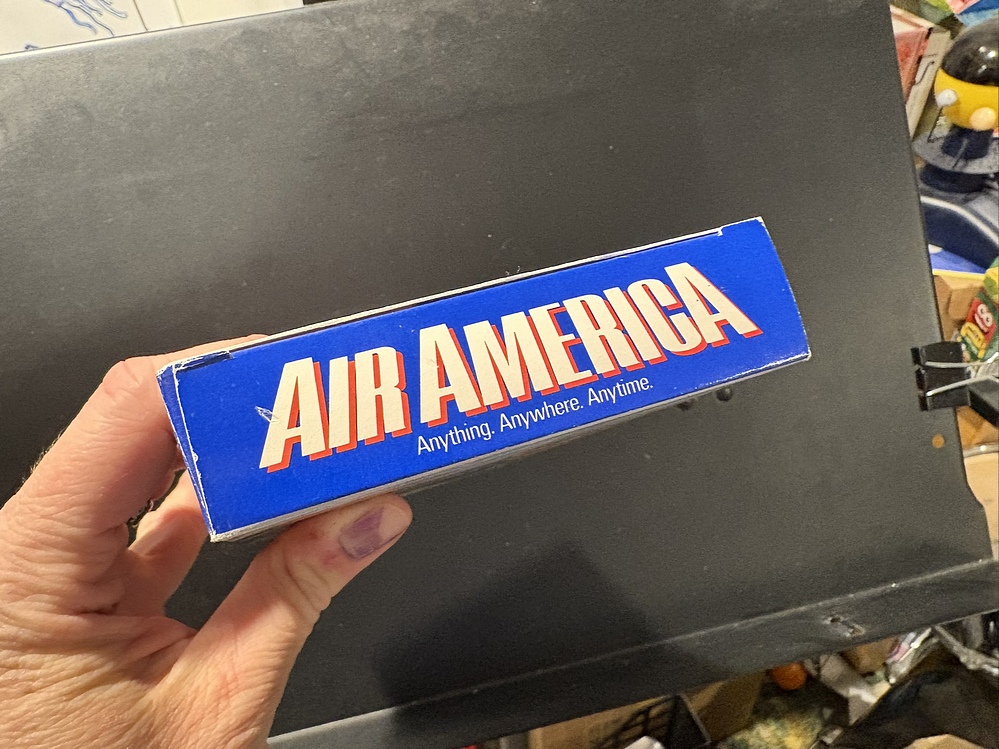 AIR AMERICA
Anything. Anywhere. Anytime.